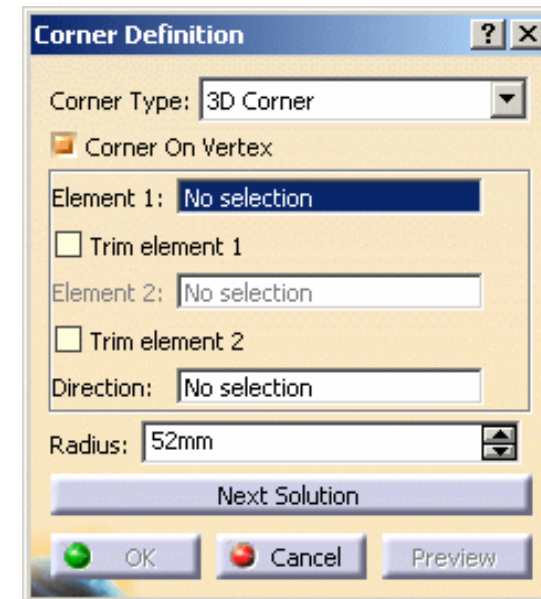 Corner Definition ? X
Corner Type: 3D Corner
Corner On Vertex
Element 1: No selection
Trim element 1
Element 2: No selection
Trim element 2
Direction: No selection
Radius: 52mm
Next Solution
OK Cancel Preview